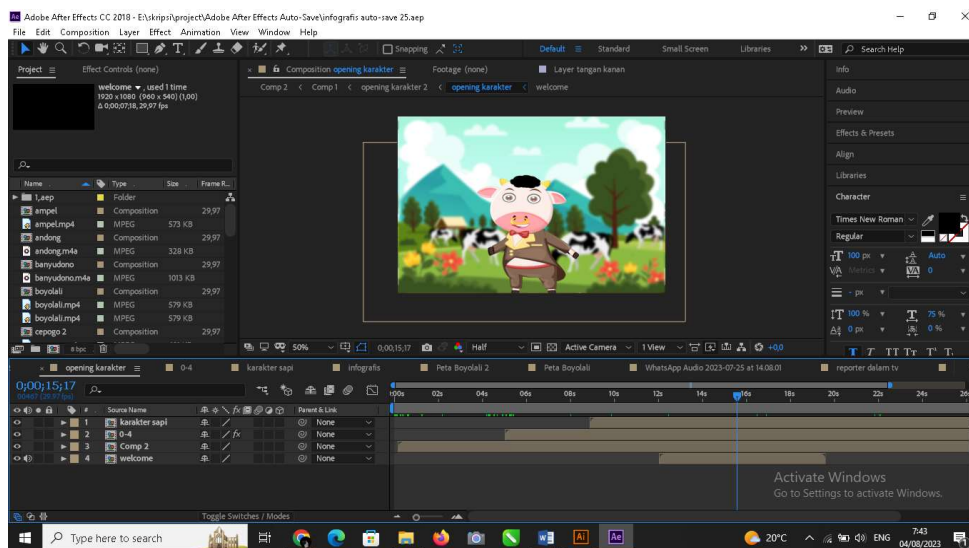 Adobe After Effects CC 2018 - E:\skripsi\project\Adobe After Effects Auto-Save\infografis auto-save 25.aep
File Edit Composition Layer Effect Animation View Window Help
Snapping Default Standard Small Screen Libraries Search Help
Project Effect Controls (none) Composition opening karakter Footage (none) Layer tangan kanan Info
welcome , used 1 time
1920 x 1080 (960 x 540) (1,00)
Δ 0;00;07;18, 29,97 fps
Comp 2 Comp 1 opening karakter 2 opening karakter welcome
Audio
Preview
Effects & Presets
Align
Libraries
Name Type Size Frame R...
1,aep Folder
ampel Composition 29,97
ampel.mp4 MPEG 573 KB
andong Composition 29,97
andong.m4a MPEG 328 KB
banyudono Composition 29,97
banyudono.m4a MPEG 1013 KB
boyolali Composition 29,97
boyolali.mp4 MPEG 579 KB
boyolali.mp4 MPEG 579 KB
cepogo 2 Composition 29,97
8 bpc
Character
Times New Roman
Regular
100 px Auto
Metrics 0
- px
100 % 75 %
0 px 0 %
T T TT Tт T¹ T,
50% 0;00;15;17 Half Active Camera 1 View +0,0
opening karakter 0-4 karakter sapi infografis Peta Boyolali 2 Peta Boyolali WhatsApp Audio 2023-07-25 at 14.08.01 reporter dalam tv
0;00;15;17
00467 (29.97 fps)
# Source Name Parent & Link
1 karakter sapi None
2 0-4 None
3 Comp 2 None
4 welcome None
02s 04s 06s 08s 10s 12s 14s 16s 18s 20s 22s 24s
Toggle Switches / Modes
Activate Windows
Go to Settings to activate Windows.
Type here to search
20°C ENG 7:43
04/08/2023